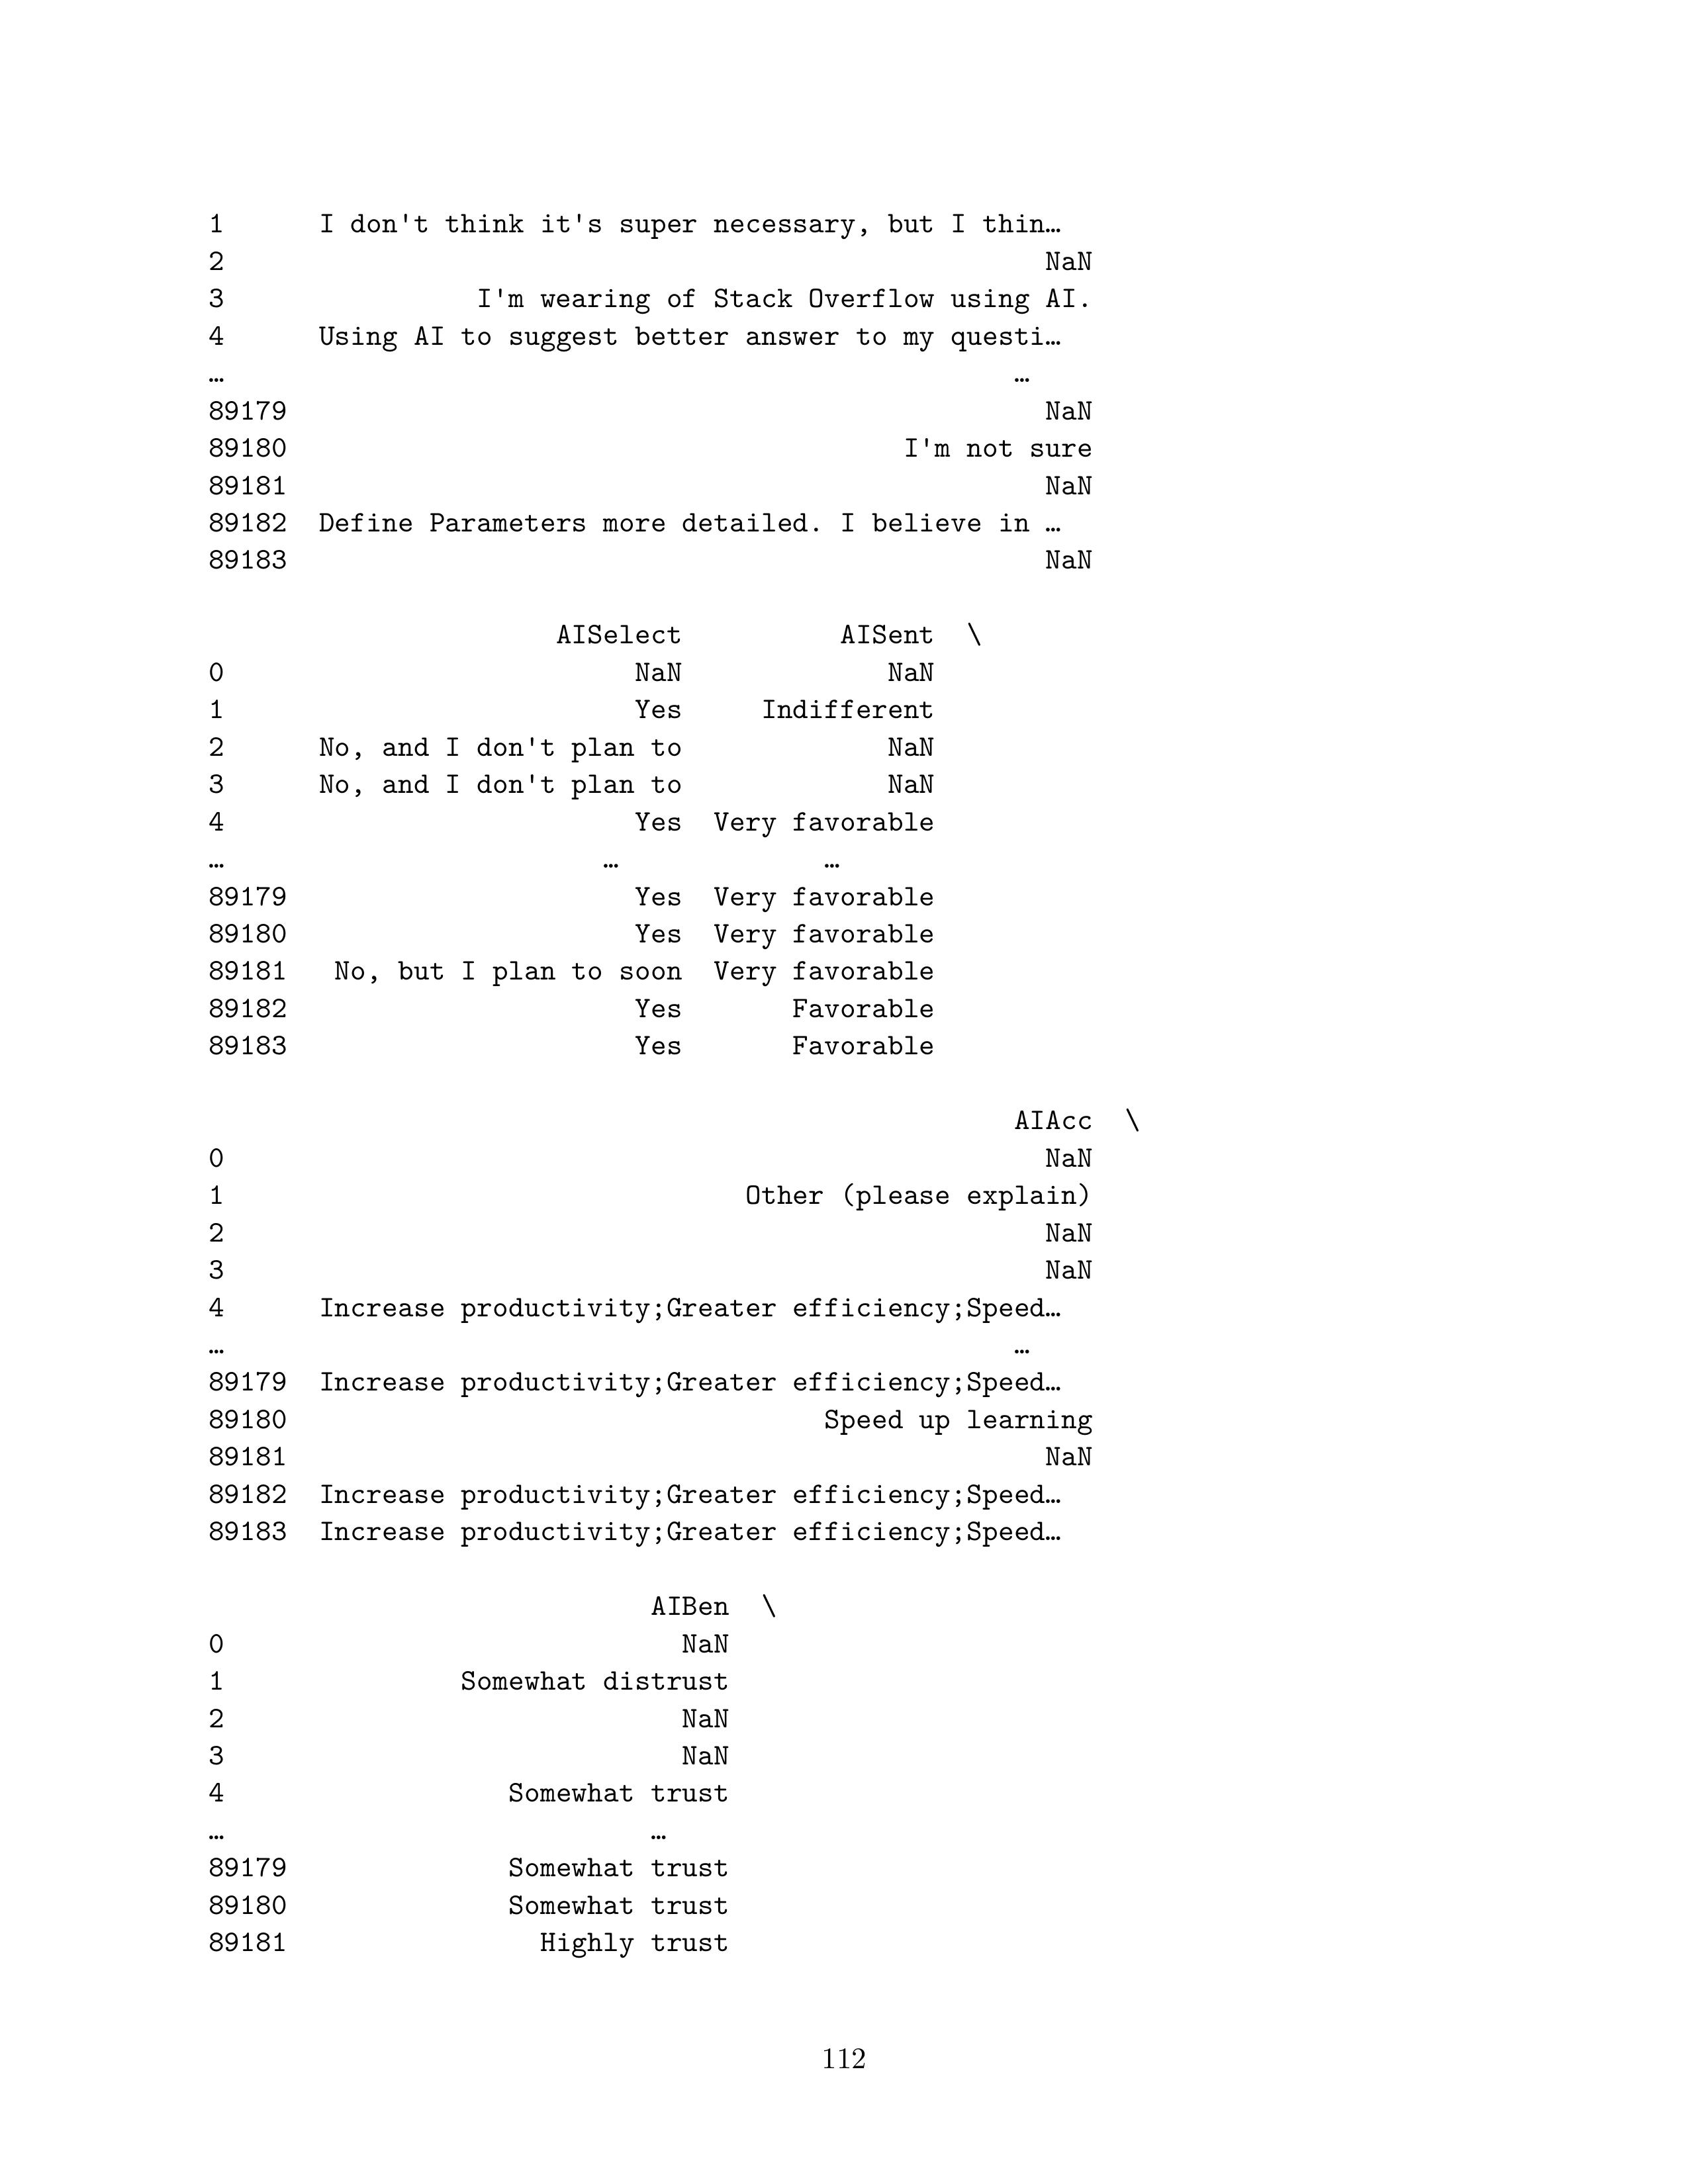 1      I don't think it's super necessary, but I thin…
2                                                    NaN
3                I'm wearing of Stack Overflow using AI.
4      Using AI to suggest better answer to my questi…
…                                                  …
89179                                                NaN
89180                                       I'm not sure
89181                                                NaN
89182  Define Parameters more detailed. I believe in …
89183                                                NaN

                      AISelect          AISent  \
0                          NaN             NaN
1                          Yes     Indifferent
2      No, and I don't plan to             NaN
3      No, and I don't plan to             NaN
4                          Yes  Very favorable
…                        …             …
89179                      Yes  Very favorable
89180                      Yes  Very favorable
89181   No, but I plan to soon  Very favorable
89182                      Yes       Favorable
89183                      Yes       Favorable

                                                   AIAcc  \
0                                                    NaN
1                                 Other (please explain)
2                                                    NaN
3                                                    NaN
4      Increase productivity;Greater efficiency;Speed…
…                                                  …
89179  Increase productivity;Greater efficiency;Speed…
89180                                  Speed up learning
89181                                                NaN
89182  Increase productivity;Greater efficiency;Speed…
89183  Increase productivity;Greater efficiency;Speed…

                            AIBen  \
0                             NaN
1               Somewhat distrust
2                             NaN
3                             NaN
4                  Somewhat trust
…                           …
89179              Somewhat trust
89180              Somewhat trust
89181                Highly trust

112